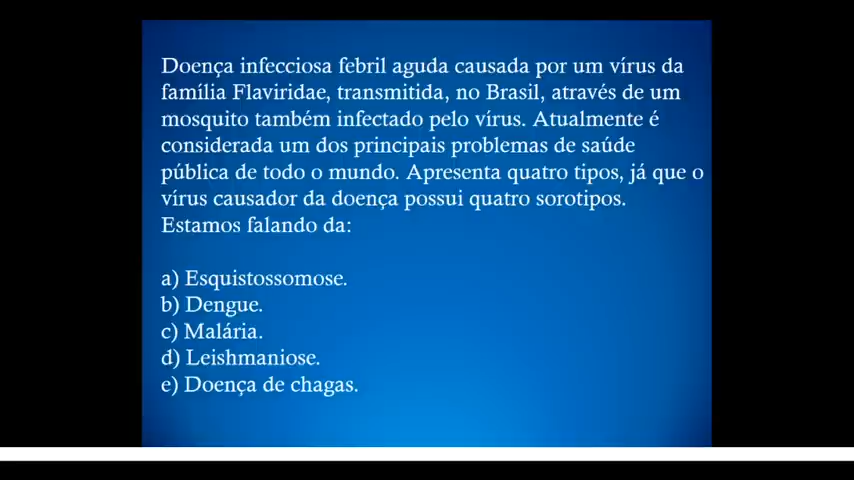 Doença infecciosa febril aguda causada por um vírus da
família Flaviridae, transmitida, no Brasil, através de um
mosquito também infectado pelo vírus. Atualmente é
considerada um dos principais problemas de saúde
pública de todo o mundo. Apresenta quatro tipos, já que o
vírus causador da doença possui quatro sorotipos.
Estamos falando da:
a) Esquistossomose.
b) Dengue.
c) Malária.
d) Leishmaniose.
e) Doença de chagas.